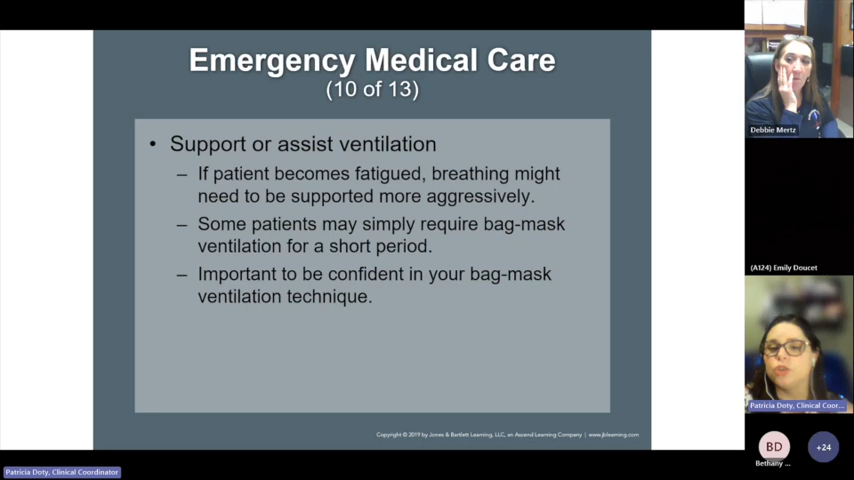 Emergency Medical Care
(10 of 13)
• Support or assist ventilation
– If patient becomes fatigued, breathing might
need to be supported more aggressively.
– Some patients may simply require bag-mask
ventilation for a short period.
– Important to be confident in your bag-mask
ventilation technique.
Copyright © 2019 by Jones & Bartlett Learning, LLC, an Ascend Learning Company | www.jblearning.com
Debbie Mertz
(A124) Emily Doucet
Patricia Doty, Clinical Coor...
BD
+24
Bethany ...
Patricia Doty, Clinical Coordinator